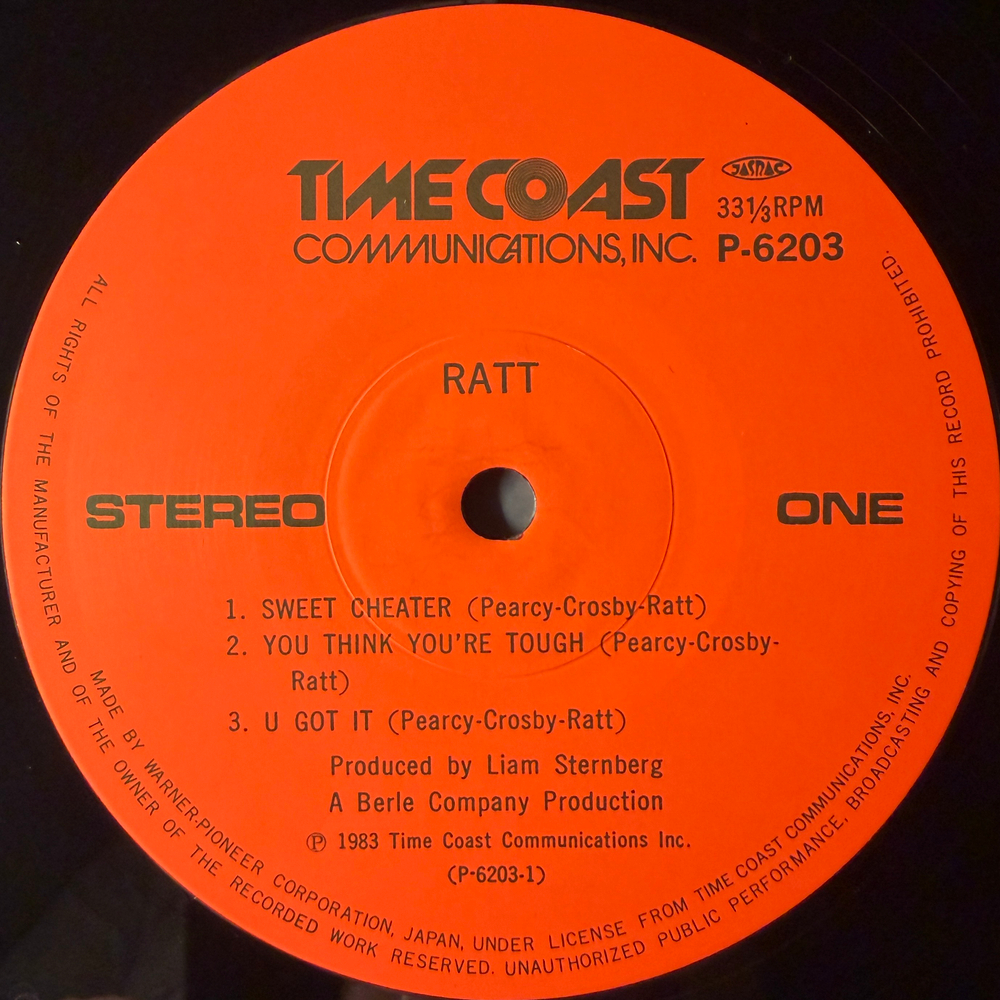 TIME COAST
COMMUNICATIONS, INC.
JASRAC
33⅓RPM
P-6203
RATT
STEREO
ONE
1. SWEET CHEATER (Pearcy-Crosby-Ratt)
2. YOU THINK YOU'RE TOUGH (Pearcy-Crosby-
Ratt)
3. U GOT IT (Pearcy-Crosby-Ratt)
Produced by Liam Sternberg
A Berle Company Production
℗ 1983 Time Coast Communications Inc.
(P-6203-1)
MADE BY WARNER-PIONEER CORPORATION, JAPAN, UNDER LICENSE FROM TIME COAST COMMUNICATIONS, INC.
ALL RIGHTS OF THE MANUFACTURER AND OF THE OWNER OF THE RECORDED WORK RESERVED. UNAUTHORIZED PUBLIC PERFORMANCE, BROADCASTING AND COPYING OF THIS RECORD PROHIBITED.